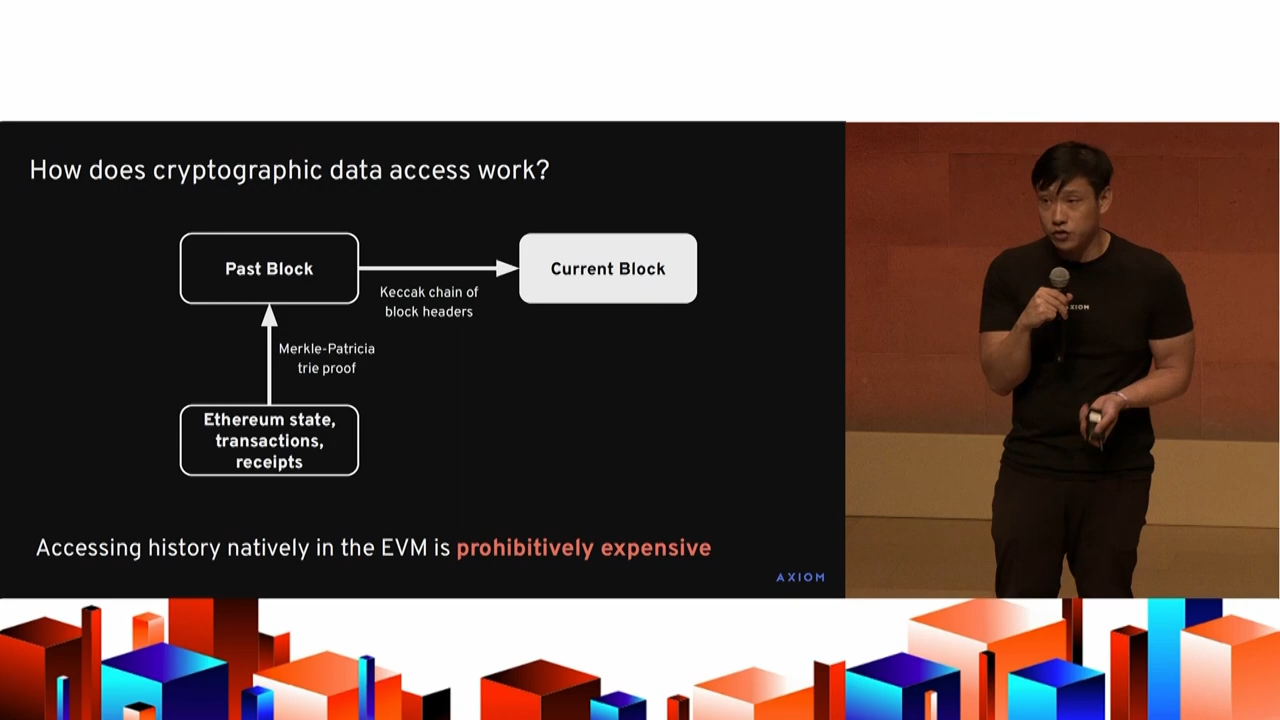 How does cryptographic data access work?
Past Block
Current Block
Keccak chain of
block headers
Merkle-Patricia
trie proof
Ethereum state,
transactions,
receipts
Accessing history natively in the EVM is prohibitively expensive
AXIOM
AXIOM